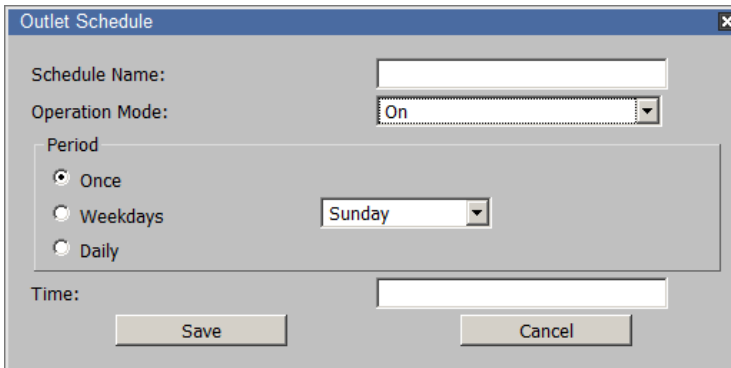 Outlet Schedule
Schedule Name:
Operation Mode: On
Period
Once
Weekdays Sunday
Daily
Time:
Save Cancel